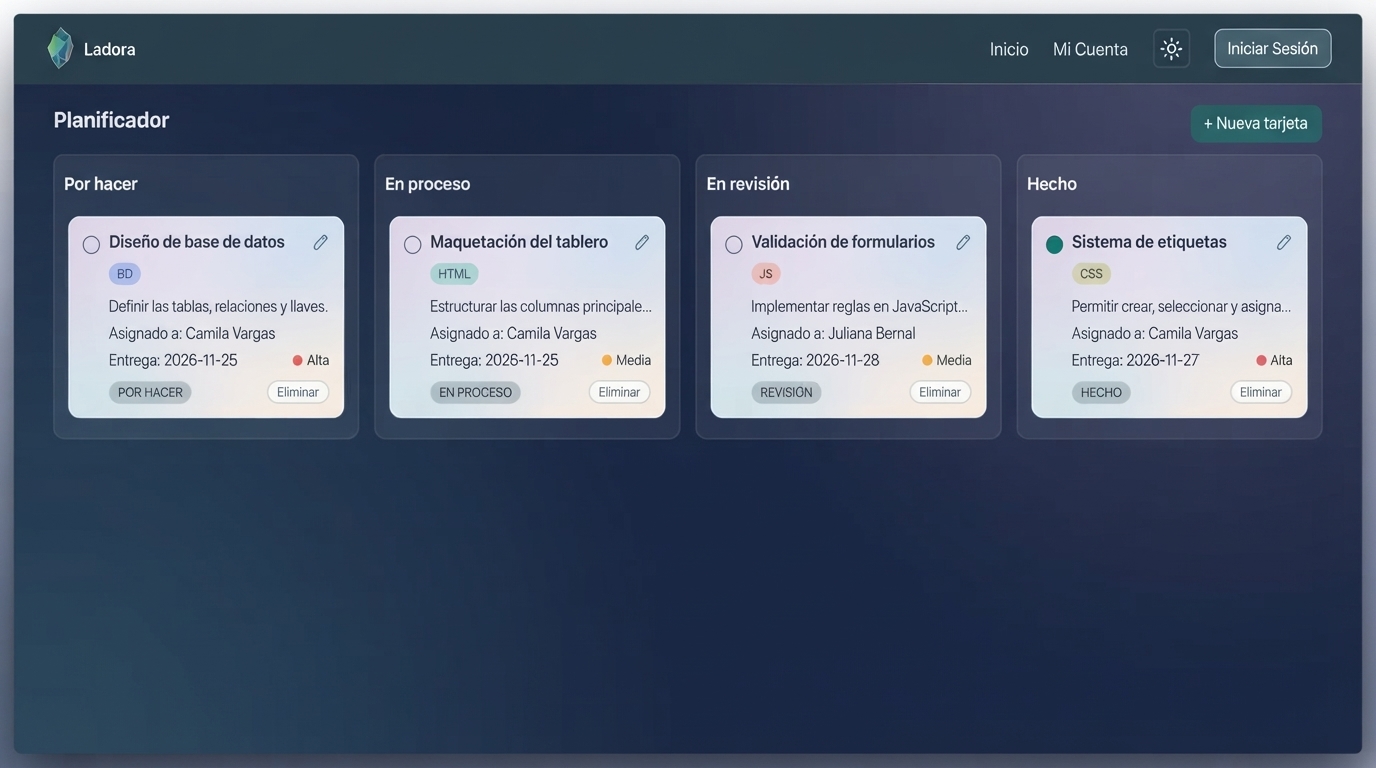 Ladora
Inicio
Mi Cuenta
Iniciar Sesión
Planificador
+ Nueva tarjeta
Por hacer
Diseño de base de datos
BD
Definir las tablas, relaciones y llaves.
Asignado a: Camila Vargas
Entrega: 2026-11-25
Alta
POR HACER
Eliminar
En proceso
Maquetación del tablero
HTML
Estructurar las columnas principale...
Asignado a: Camila Vargas
Entrega: 2026-11-25
Media
EN PROCESO
Eliminar
En revisión
Validación de formularios
JS
Implementar reglas en JavaScript...
Asignado a: Juliana Bernal
Entrega: 2026-11-28
Media
REVISIÓN
Eliminar
Hecho
Sistema de etiquetas
CSS
Permitir crear, seleccionar y asigna...
Asignado a: Camila Vargas
Entrega: 2026-11-27
Alta
HECHO
Eliminar